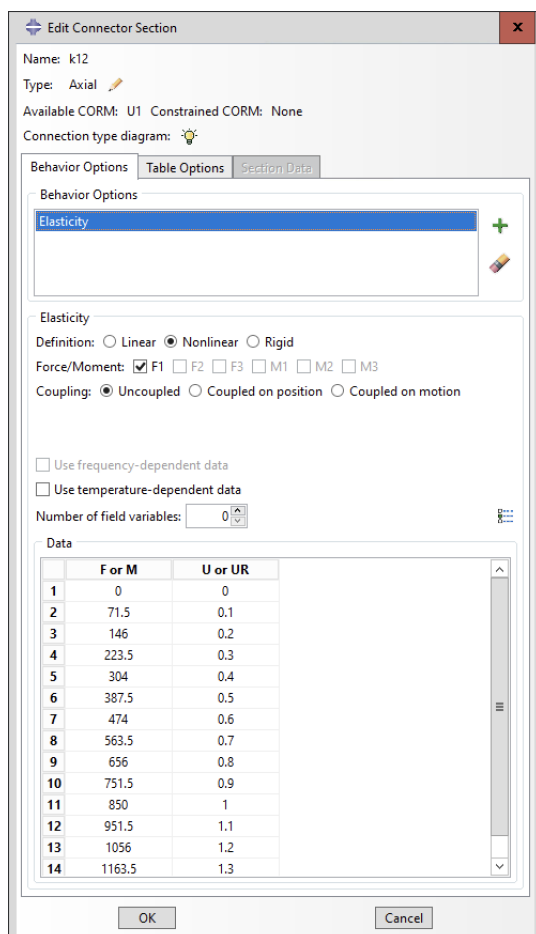 Edit Connector Section x
Name: k12
Type: Axial
Available CORM: U1 Constrained CORM: None
Connection type diagram:
Behavior Options Table Options Section Data
Behavior Options
Elasticity
Elasticity
Definition: Linear Nonlinear Rigid
Force/Moment: F1 F2 F3 M1 M2 M3
Coupling: Uncoupled Coupled on position Coupled on motion
Use frequency-dependent data
Use temperature-dependent data
Number of field variables: 0
Data
F or M U or UR
1 0 0
2 71.5 0.1
3 146 0.2
4 223.5 0.3
5 304 0.4
6 387.5 0.5
7 474 0.6
8 563.5 0.7
9 656 0.8
10 751.5 0.9
11 850 1
12 951.5 1.1
13 1056 1.2
14 1163.5 1.3
OK Cancel